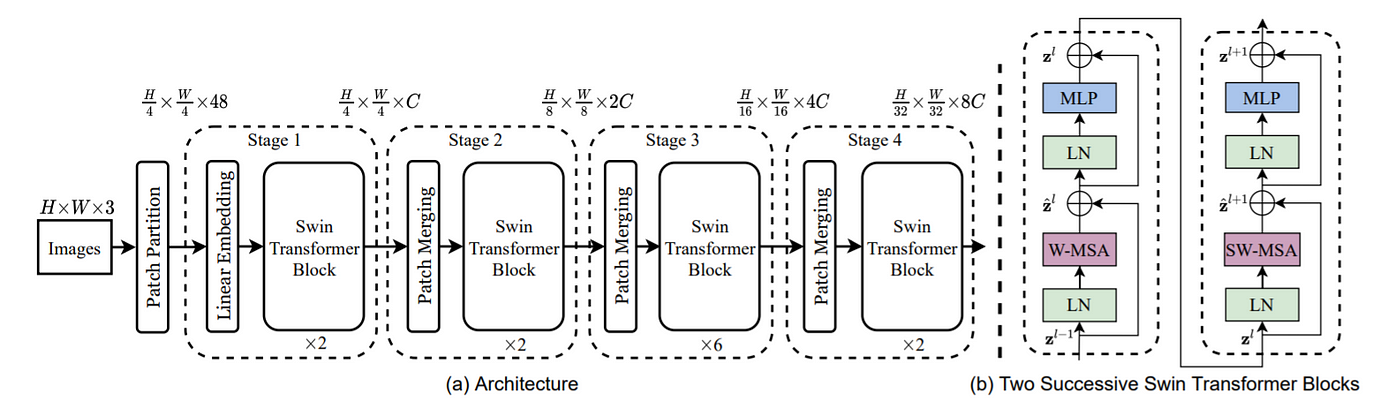 H/4 × W/4 × 48
H/4 × W/4 × C
H/8 × W/8 × 2C
H/16 × W/16 × 4C
H/32 × W/32 × 8C
Stage 1
Stage 2
Stage 3
Stage 4
H×W×3
Images
Patch Partition
Linear Embedding
Swin
Transformer
Block
×2
Patch Merging
Swin
Transformer
Block
×2
Patch Merging
Swin
Transformer
Block
×6
Patch Merging
Swin
Transformer
Block
×2
(a) Architecture
z^l
MLP
LN
ẑ^l
W-MSA
LN
z^{l-1}
z^{l+1}
MLP
LN
ẑ^{l+1}
SW-MSA
LN
z^l
(b) Two Successive Swin Transformer Blocks